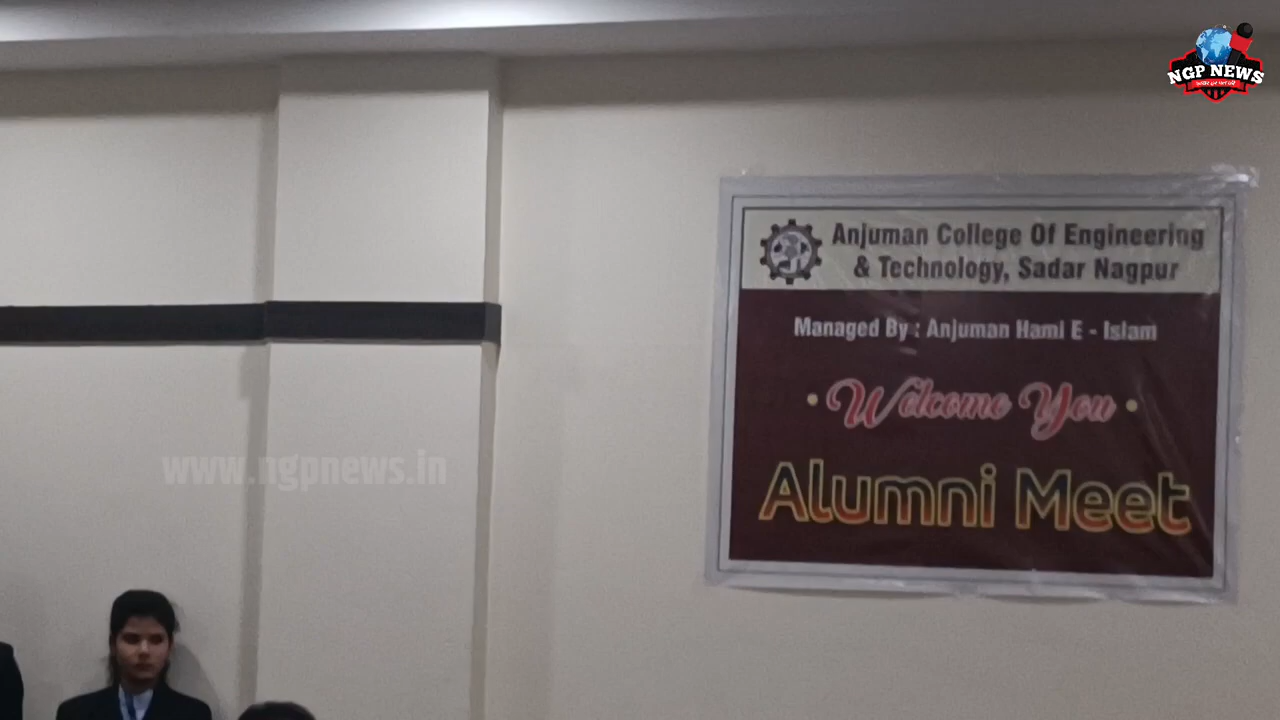 NGP NEWS
Anjuman College Of Engineering
& Technology, Sadar Nagpur
Managed By : Anjuman Hami E - Islam
Welcome You
Alumni Meet
www.ngpnews.in